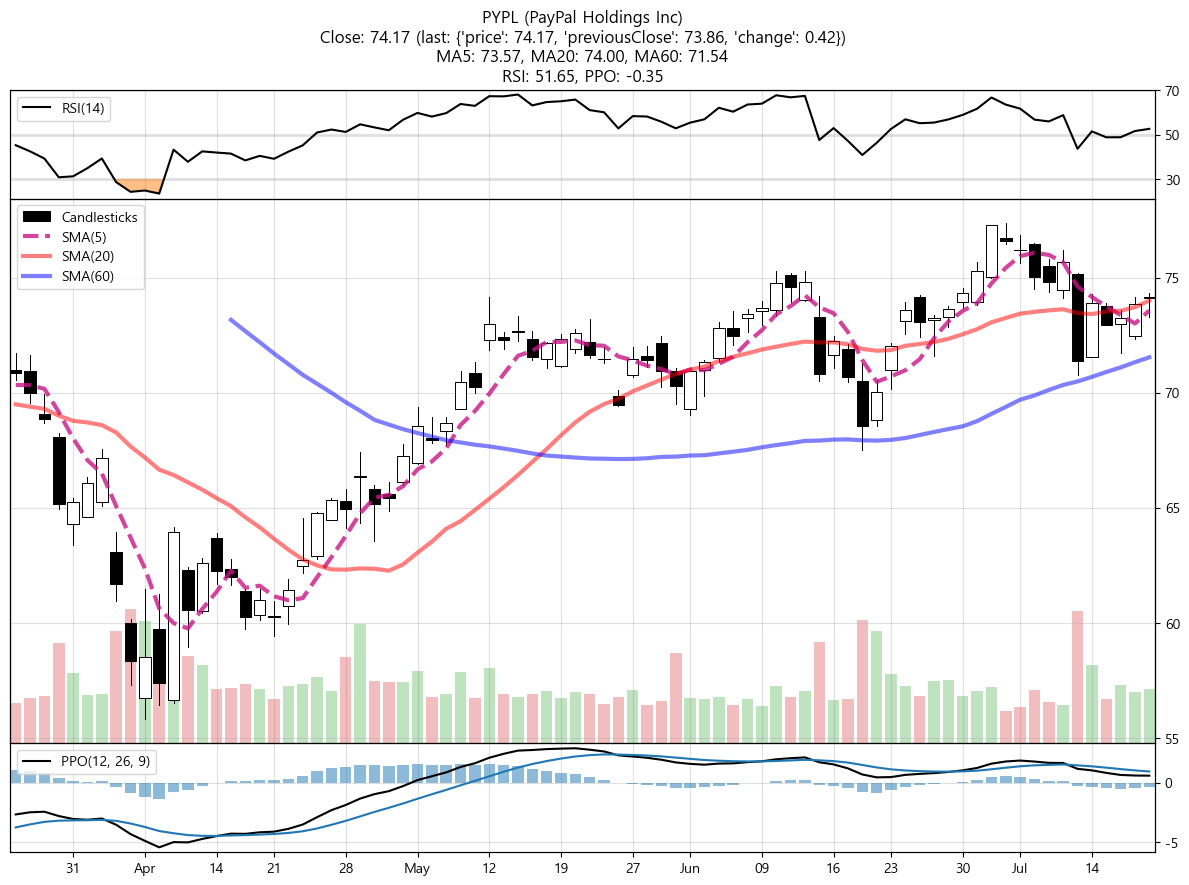 PYPL (PayPal Holdings Inc)
Close: 74.17 (last: {'price': 74.17, 'previousClose': 73.86, 'change': 0.42})
MA5: 73.57, MA20: 74.00, MA60: 71.54
RSI: 51.65, PPO: -0.35
RSI(14)
70
50
30
Candlesticks
SMA(5)
SMA(20)
SMA(60)
75
70
65
60
55
PPO(12, 26, 9)
0
-5
31 Apr 14 21 28 May 12 19 27 Jun 09 16 23 30 Jul 14